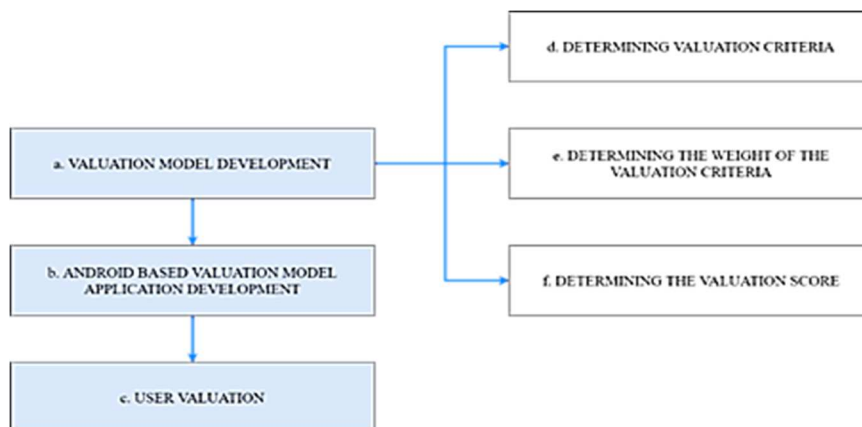 d. DETERMINING VALUATION CRITERIA
a. VALUATION MODEL DEVELOPMENT
e. DETERMINING THE WEIGHT OF THE
VALUATION CRITERIA
b. ANDROID BASED VALUATION MODEL
APPLICATION DEVELOPMENT
f. DETERMINING THE VALUATION SCORE
c. USER VALUATION